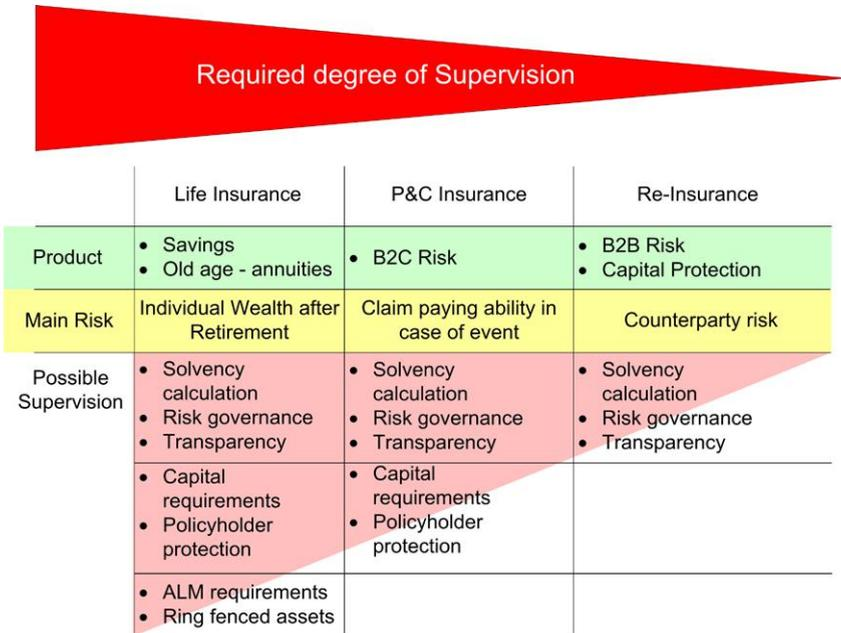 Required degree of Supervision
Life Insurance
P&C Insurance
Re-Insurance
Product
• Savings
• Old age - annuities
• B2C Risk
• B2B Risk
• Capital Protection
Main Risk
Individual Wealth after
Retirement
Claim paying ability in
case of event
Counterparty risk
Possible
Supervision
• Solvency
calculation
• Risk governance
• Transparency
• Solvency
calculation
• Risk governance
• Transparency
• Solvency
calculation
• Risk governance
• Transparency
• Capital
requirements
• Policyholder
protection
• Capital
requirements
• Policyholder
protection
• ALM requirements
• Ring fenced assets